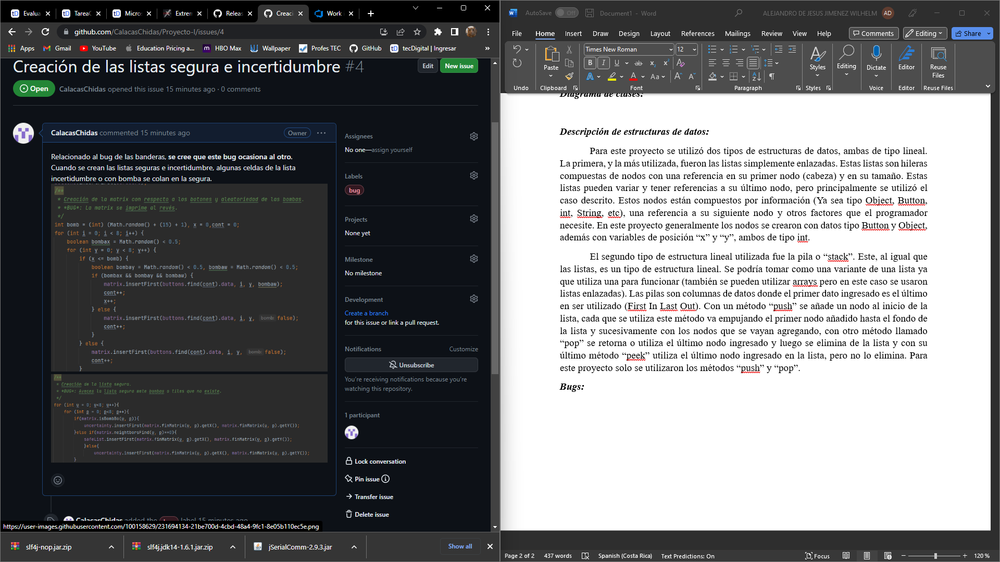 Evalua
TareaC
Micros
Extrem
Releas
Creaci
Work
github.com/CalacasChidas/Proyecto-I/issues/4
Apps
Gmail
YouTube
Education Pricing a...
HBO Max
Wallpaper
Profes TEC
GitHub
tecDigital | Ingresar
»
Creación de las listas segura e incertidumbre #4
Edit
New issue
Open
CalacasChidas opened this issue 15 minutes ago · 0 comments
CalacasChidas commented 15 minutes ago
Owner
Relacionado al bug de las banderas, se cree que este bug ocasiona al otro.
Cuando se crean las listas seguras e incertidumbre, algunas celdas de la lista
incertidumbre o con bomba se colan en la segura.
/**
* Creación de la matriz con respecto a los botones y aleatoriedad de las bombas.
* *BUG*: La matriz se imprime al revés.
*/
int bomb = (int) (Math.random() + (15) + 1), x = 0,cont = 0;
for (int i = 0; i < 8; i++) {
boolean bombax = Math.random() < 0.5;
for (int y = 0; y < 8; y++) {
if (x <= bomb) {
boolean bombay = Math.random() < 0.5, bombaw = Math.random() < 0.5;
if (bombax && bombay && bombaw) {
matrix.insertFirst(buttons.find(cont).data, i, y, bombaw);
cont++;
x++;
} else {
matrix.insertFirst(buttons.find(cont).data, i, y, bomb: false);
cont++;
}
} else {
matrix.insertFirst(buttons.find(cont).data, i, y, bomb: false);
cont++;
}
/**
* Creación de la lista segura.
* *BUG*: Aveces la lista segura mete bombas o tiles que no existe.
*/
for (int u = 0; u<8; u++){
for (int p = 0; p<8; p++){
if(matrix.isBombBo(u, p)){
uncertainty.insertFirst(matrix.finMatrix(u, p).getX(), matrix.finMatrix(u, p).getY());
}else if(matrix.neightborsFind(u, p)==0){
safeList.insertFirst(matrix.finMatrix(u, p).getX(), matrix.finMatrix(u, p).getY());
}else{
uncertainty.insertFirst(matrix.finMatrix(u, p).getX(), matrix.finMatrix(u, p).getY());
}
CalacasChidas added the label 15 minutes ago
https://user-images.githubusercontent.com/100158629/231694134-21be700d-4cbd-48a4-9fc1-8e05b110ec5e.png
Assignees
No one—assign yourself
Labels
bug
Projects
None yet
Milestone
No milestone
Development
Create a branch
for this issue or link a pull request.
Notifications
Customize
Unsubscribe
You're receiving notifications because you're
watching this repository.
1 participant
Lock conversation
Pin issue
Transfer issue
Delete issue
slf4j-nop.jar.zip
slf4j.jdk14-1.6.1.jar.zip
jSerialComm-2.9.3.jar
Show all
AutoSave
Off
Document1 - Word
ALEJANDRO DE JESUS JIMENEZ WILHELM
AD
File
Home
Insert
Draw
Design
Layout
References
Mailings
Review
View
Help
Comments
Editing
Share
Paste
Times New Roman
12
Styles
Editing
Dictate
Editor
Reuse
Files
Undo
Clipboard
Font
Paragraph
Styles
Voice
Editor
Reuse Files
Diagrama de clases:
Descripción de estructuras de datos:
Para este proyecto se utilizó dos tipos de estructuras de datos, ambas de tipo lineal.
La primera, y la más utilizada, fueron las listas simplemente enlazadas. Estas listas son hileras
compuestas de nodos con una referencia en su primer nodo (cabeza) y en su tamaño. Estas
listas pueden variar y tener referencias a su último nodo, pero principalmente se utilizó el
caso descrito. Estos nodos están compuestos por información (Ya sea tipo Object, Button,
int, String, etc), una referencia a su siguiente nodo y otros factores que el programador
necesite. En este proyecto generalmente los nodos se crearon con datos tipo Button y Object,
además con variables de posición “x” y “y”, ambos de tipo int.
El segundo tipo de estructura lineal utilizada fue la pila o “stack”. Este, al igual que
las listas, es un tipo de estructura lineal. Se podría tomar como una variante de una lista ya
que utiliza una para funcionar (también se pueden utilizar arrays pero en este caso se usaron
listas enlazadas). Las pilas son columnas de datos donde el primer dato ingresado es el último
en ser utilizado (First In Last Out). Con un método “push” se añade un nodo al inicio de la
lista, cada que se utiliza este método va empujando el primer nodo añadido hasta el fondo de
la lista y sucesivamente con los nodos que se vayan agregando, con otro método llamado
“pop” se retorna o utiliza el último nodo ingresado y luego se elimina de la lista y con su
último método “peek” utiliza el último nodo ingresado en la lista, pero no lo elimina. Para
este proyecto solo se utilizaron los métodos “push” y “pop”.
Bugs:
Page 2 of 2
437 words
Spanish (Costa Rica)
Text Predictions: On
Focus
120 %